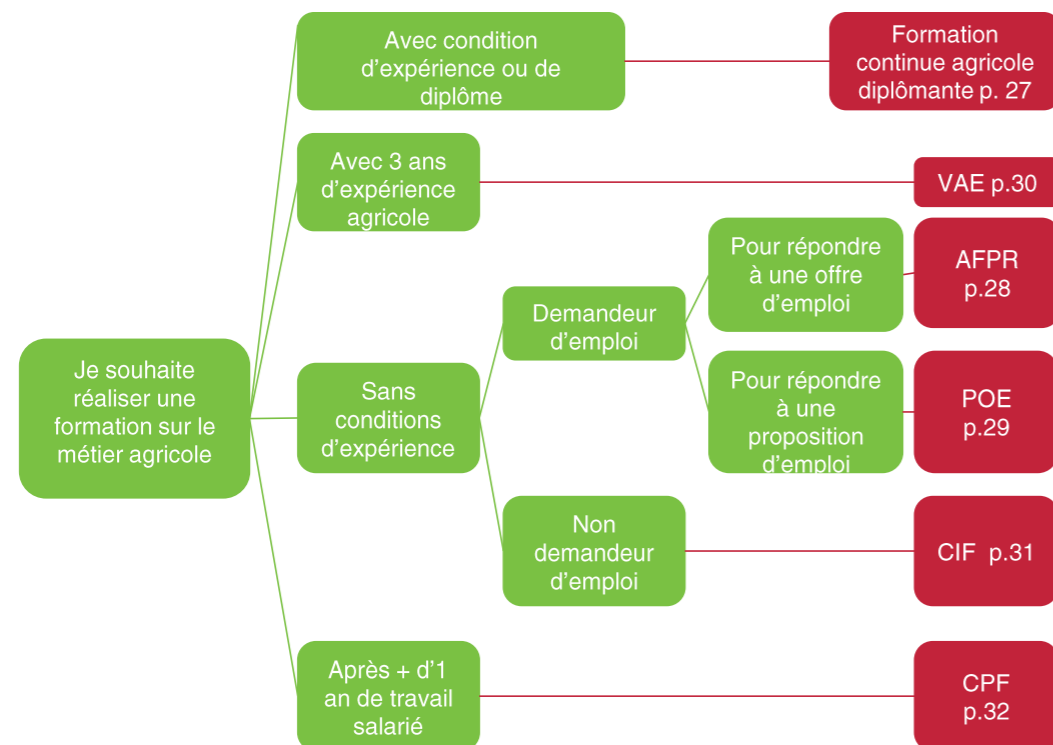 Je souhaite
réaliser une
formation sur le
métier agricole
Avec condition
d'expérience ou de
diplôme
Formation
continue agricole
diplômante p. 27
Avec 3 ans
d'expérience
agricole
VAE p.30
Sans
conditions
d'expérience
Demandeur
d'emploi
Pour répondre
à une offre
d'emploi
AFPR
p.28
Pour répondre
à une
proposition
d'emploi
POE
p.29
Non
demandeur
d'emploi
CIF p.31
Après + d'1
an de travail
salarié
CPF
p.32